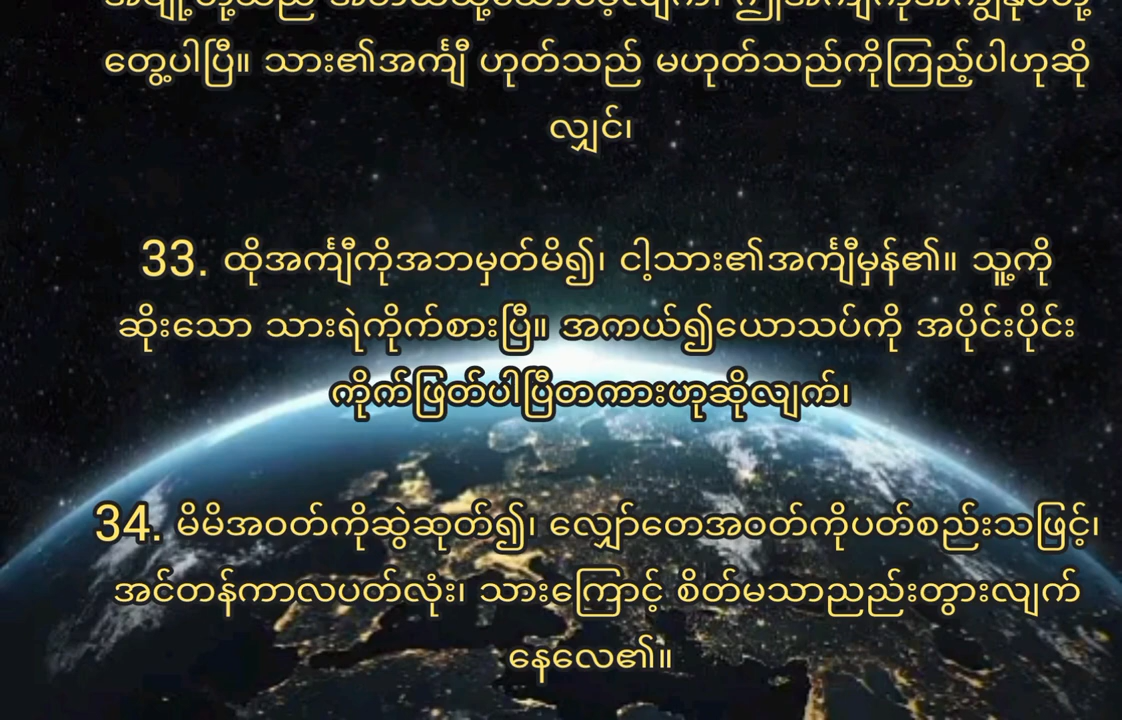 တွေ့ပါပြီ။ သား၏အင်္ကျီ ဟုတ်သည် မဟုတ်သည်ကိုကြည့်ပါဟုဆို
လျှင်၊
33. ထိုအင်္ကျီကိုအဘမှတ်မိ၍၊ ငါ့သား၏အင်္ကျီမှန်၏။ သူ့ကို
ဆိုးသော သားရဲကိုက်စားပြီ။ အကယ်၍ယောသပ်ကို အပိုင်းပိုင်း
ကိုက်ဖြတ်ပါပြီတကားဟုဆိုလျက်၊
34. မိမိအဝတ်ကိုဆွဲဆုတ်၍၊ လျှော်တေအဝတ်ကိုပတ်စည်းသဖြင့်၊
အင်တန်ကာလပတ်လုံး၊ သားကြောင့် စိတ်မသာညည်းတွားလျက်
နေလေ၏။